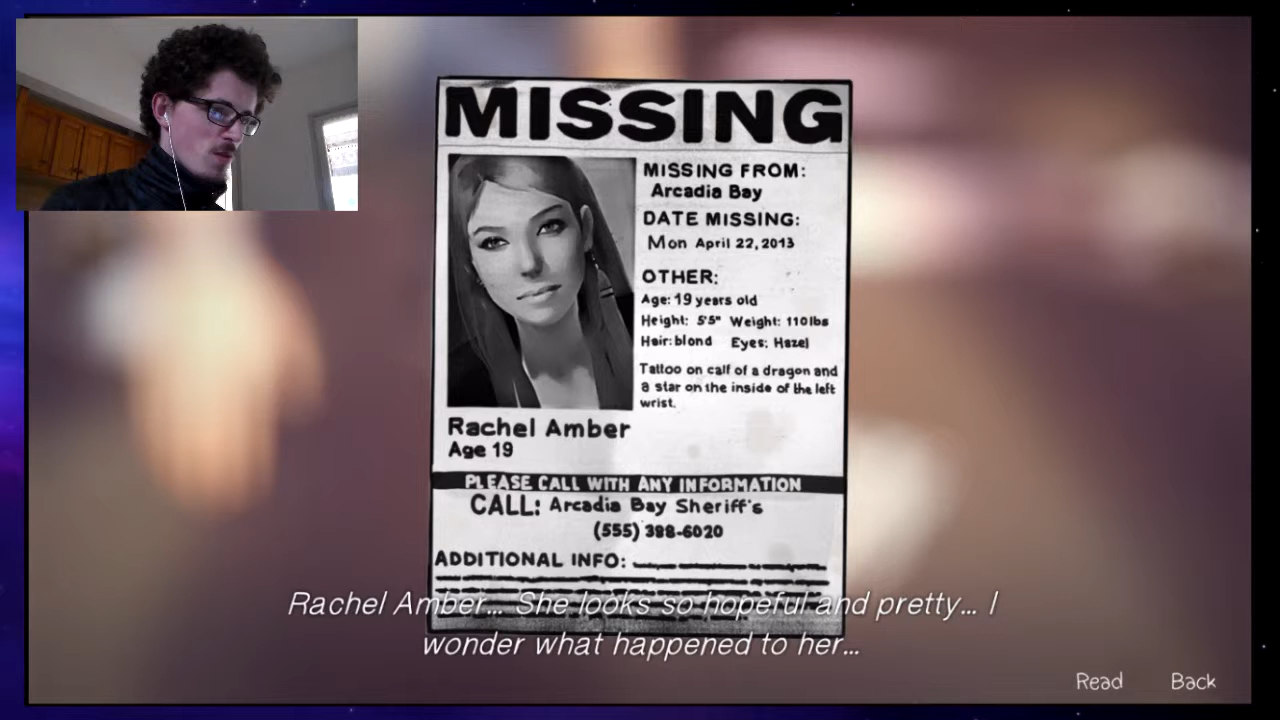 MISSING
MISSING FROM:
Arcadia Bay
DATE MISSING:
Mon April 22, 2013
OTHER:
Age: 19 years old
Height: 5'5" Weight: 110lbs
Hair: blond Eyes: Hazel
Tattoo on calf of a dragon and
a star on the inside of the left
wrist.
Rachel Amber
Age 19
PLEASE CALL WITH ANY INFORMATION
CALL: Arcadia Bay Sheriff's
(555) 388-6020
ADDITIONAL INFO:
Rachel Amber... She looks so hopeful and pretty... I
wonder what happened to her...
Read Back